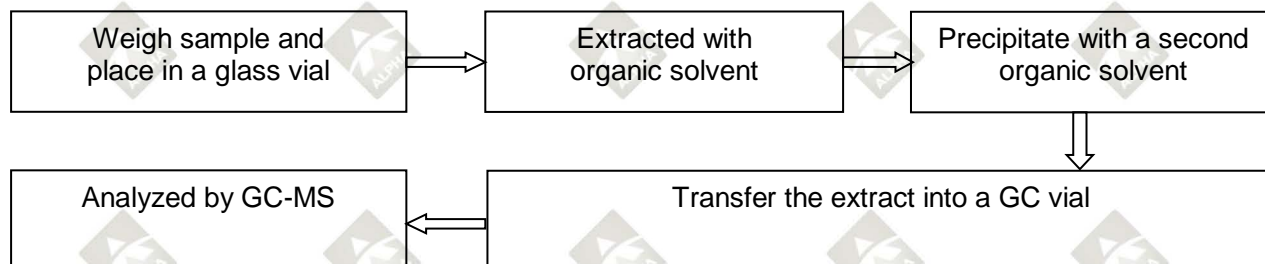 Weigh sample and
place in a glass vial
Extracted with
organic solvent
Precipitate with a second
organic solvent
Transfer the extract into a GC vial
Analyzed by GC-MS
ALPHA